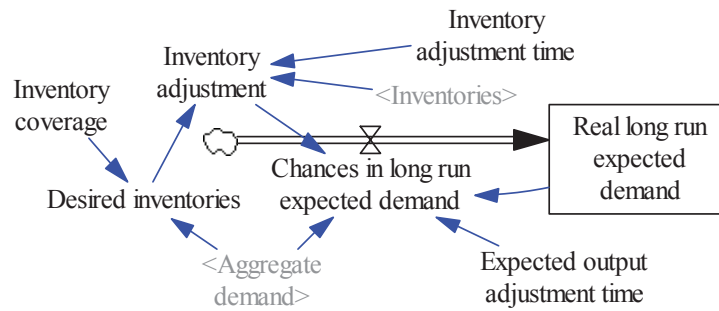 Inventory
adjustment time
Inventory
adjustment
<Inventories>
Inventory
coverage
Real long run
expected
demand
Chances in long run
expected demand
Desired inventories
<Aggregate
demand>
Expected output
adjustment time